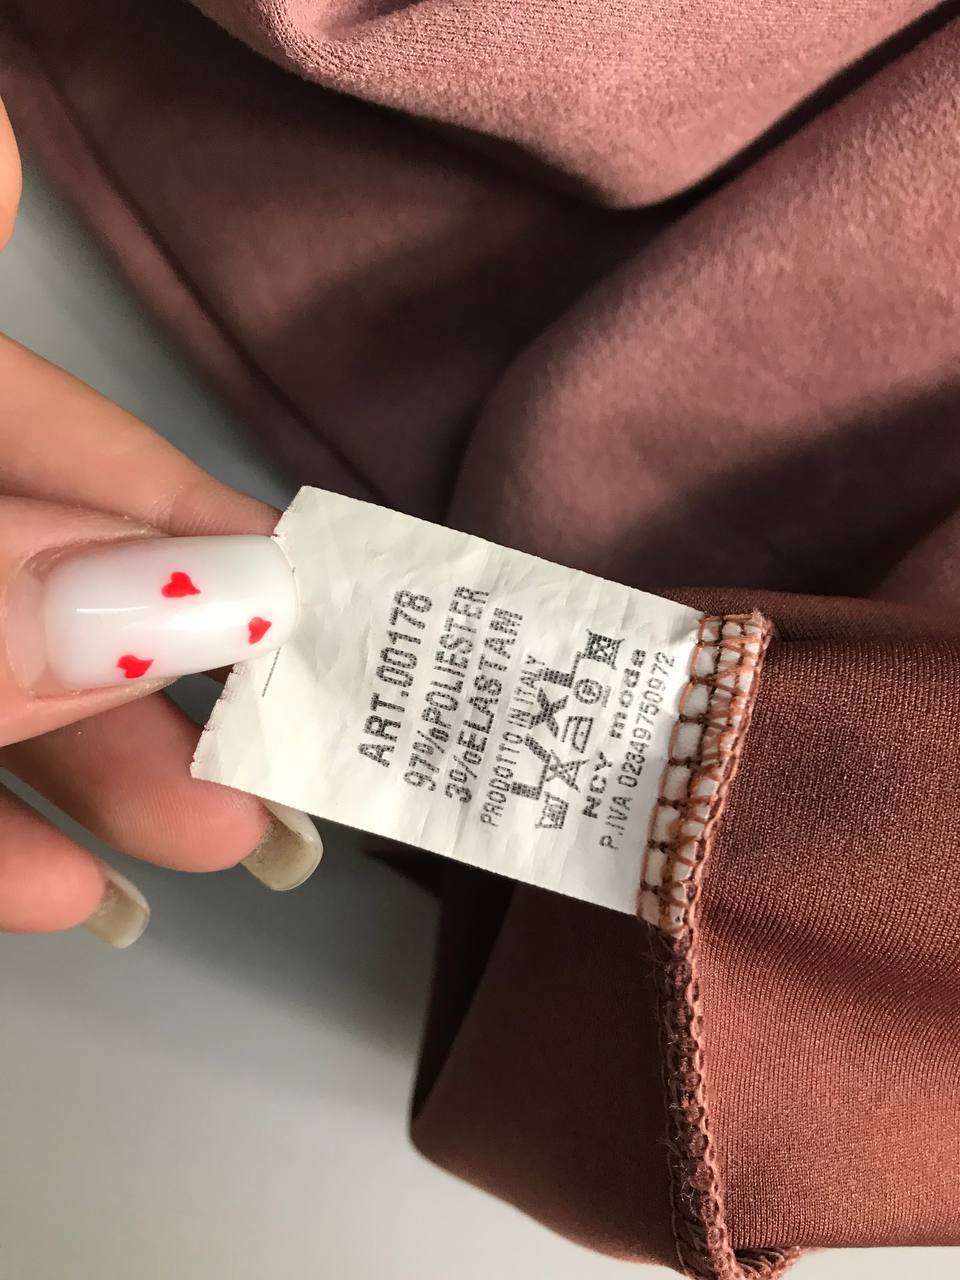 ART.00178
97%POLIESTER
3%ELASTAM
PRODOTTO IN ITALY
L/XL
NCY moda
P.IVA 02349750972